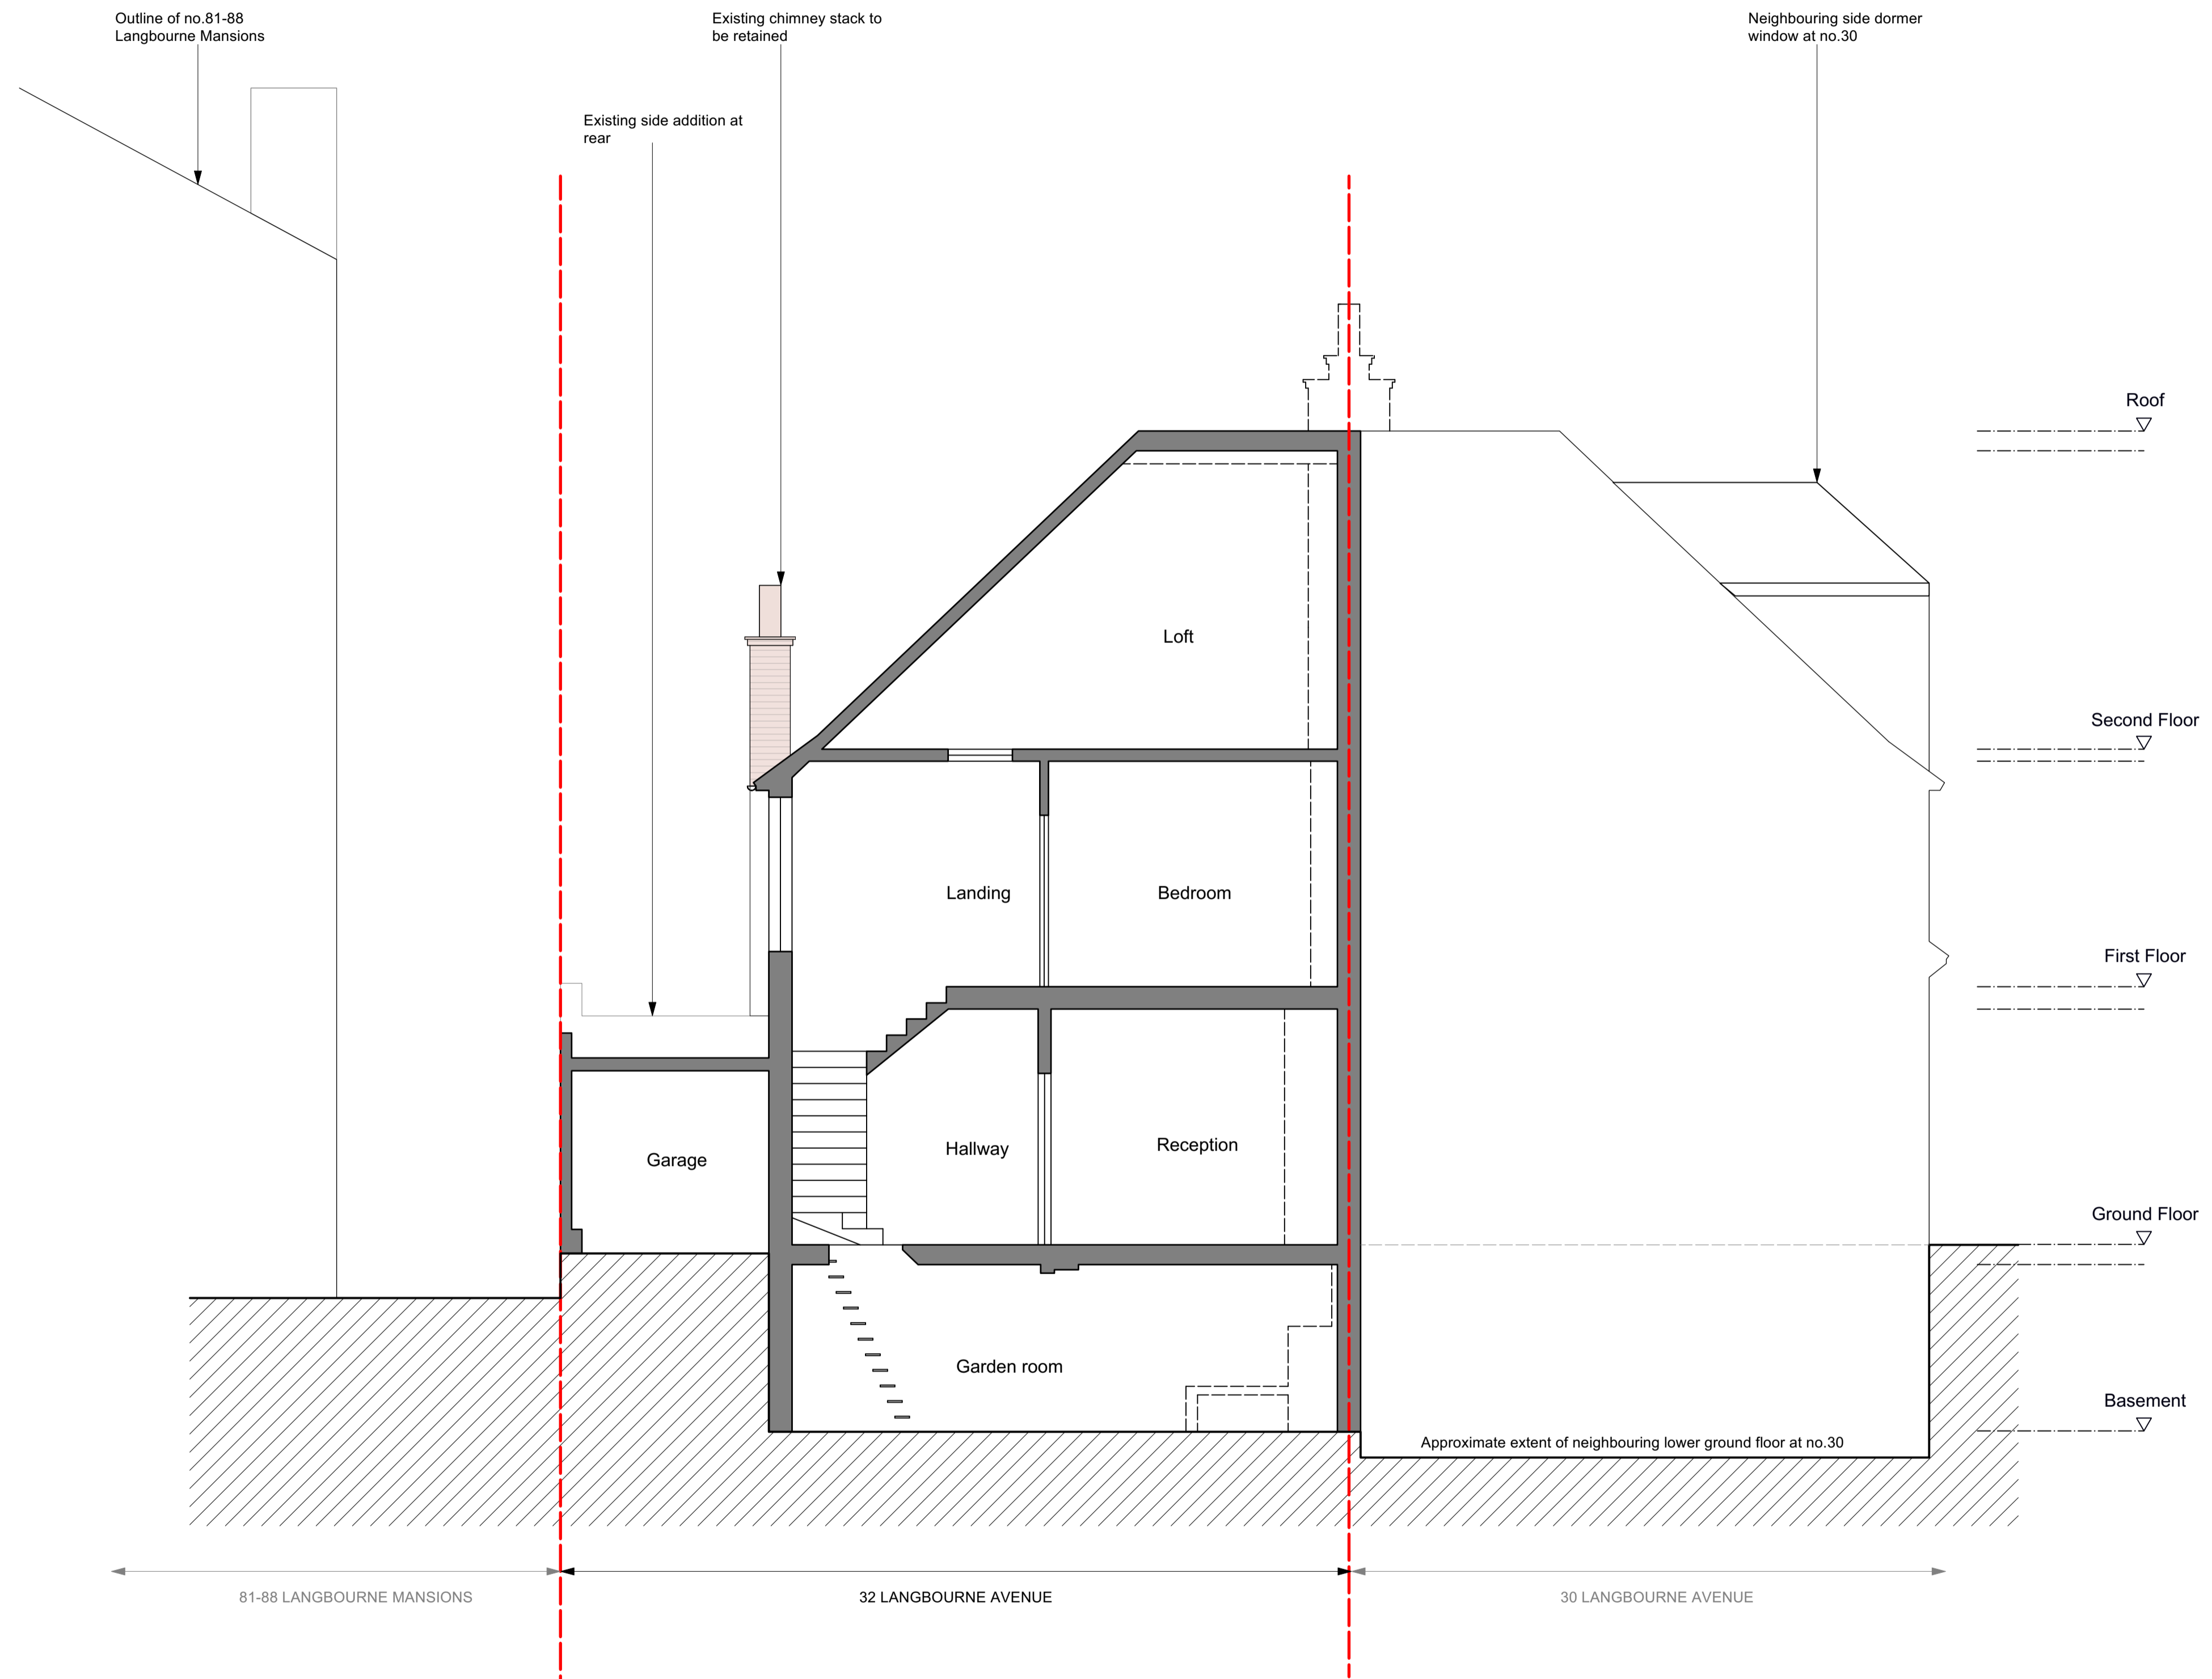 Outline of no.81-88
Langbourne Mansions
Existing chimney stack to
be retained
Neighbouring side dormer
window at no.30
Existing side addition at
rear
Roof
Loft
Second Floor
Landing
Bedroom
First Floor
Garage
Hallway
Reception
Ground Floor
Garden room
Basement
Approximate extent of neighbouring lower ground floor at no.30
81-88 LANGBOURNE MANSIONS
32 LANGBOURNE AVENUE
30 LANGBOURNE AVENUE